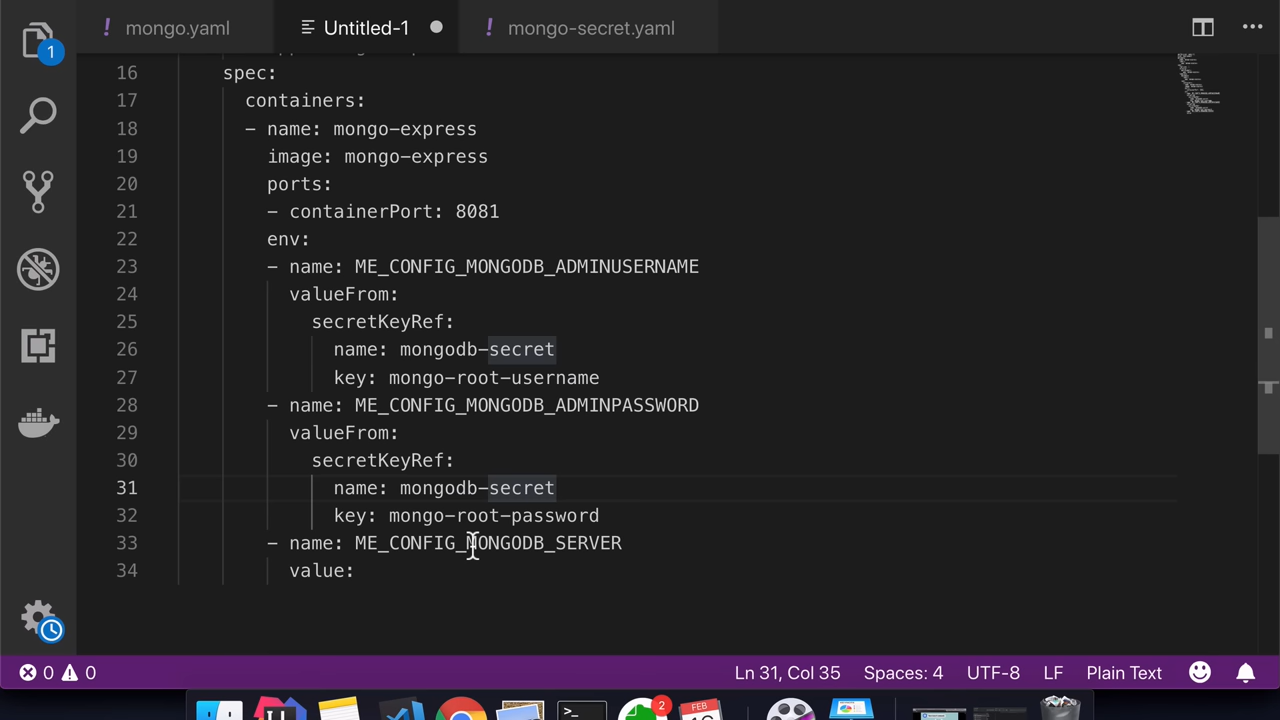 mongo.yaml
Untitled-1
mongo-secret.yaml
1
16 spec:
17 containers:
18 - name: mongo-express
19 image: mongo-express
20 ports:
21 - containerPort: 8081
22 env:
23 - name: ME_CONFIG_MONGODB_ADMINUSERNAME
24 valueFrom:
25 secretKeyRef:
26 name: mongodb-secret
27 key: mongo-root-username
28 - name: ME_CONFIG_MONGODB_ADMINPASSWORD
29 valueFrom:
30 secretKeyRef:
31 name: mongodb-secret
32 key: mongo-root-password
33 - name: ME_CONFIG_MONGODB_SERVER
34 value:
0 0 Ln 31, Col 35 Spaces: 4 UTF-8 LF Plain Text
2
FEB